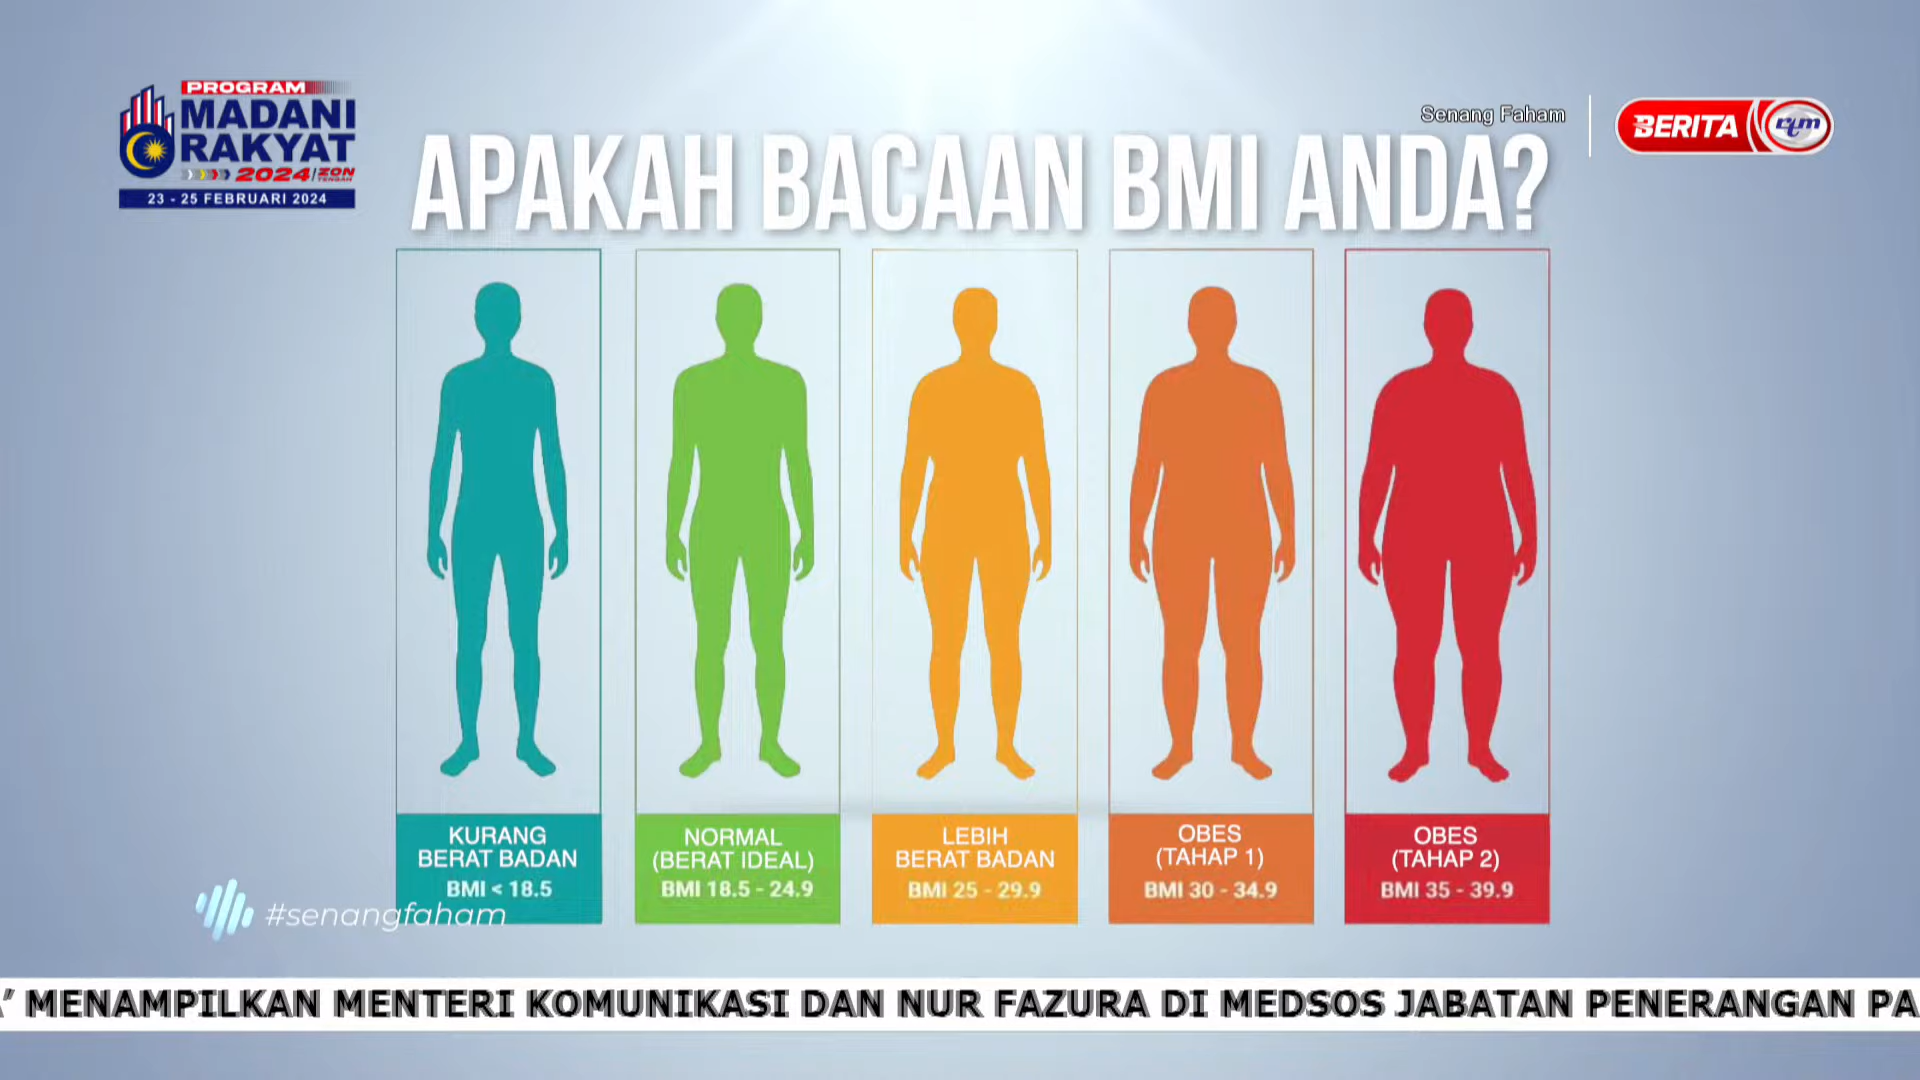 PROGRAM
MADANI
RAKYAT
2024 / ZON TENGAH
23 - 25 FEBRUARI 2024
Senang Faham
BERITA rtm
APAKAH BACAAN BMI ANDA?
KURANG
BERAT BADAN
BMI < 18.5
NORMAL
(BERAT IDEAL)
BMI 18.5 - 24.9
LEBIH
BERAT BADAN
BMI 25 - 29.9
OBES
(TAHAP 1)
BMI 30 - 34.9
OBES
(TAHAP 2)
BMI 35 - 39.9
#senangfaham
' MENAMPILKAN MENTERI KOMUNIKASI DAN NUR FAZURA DI MEDSOS JABATAN PENERANGAN PA